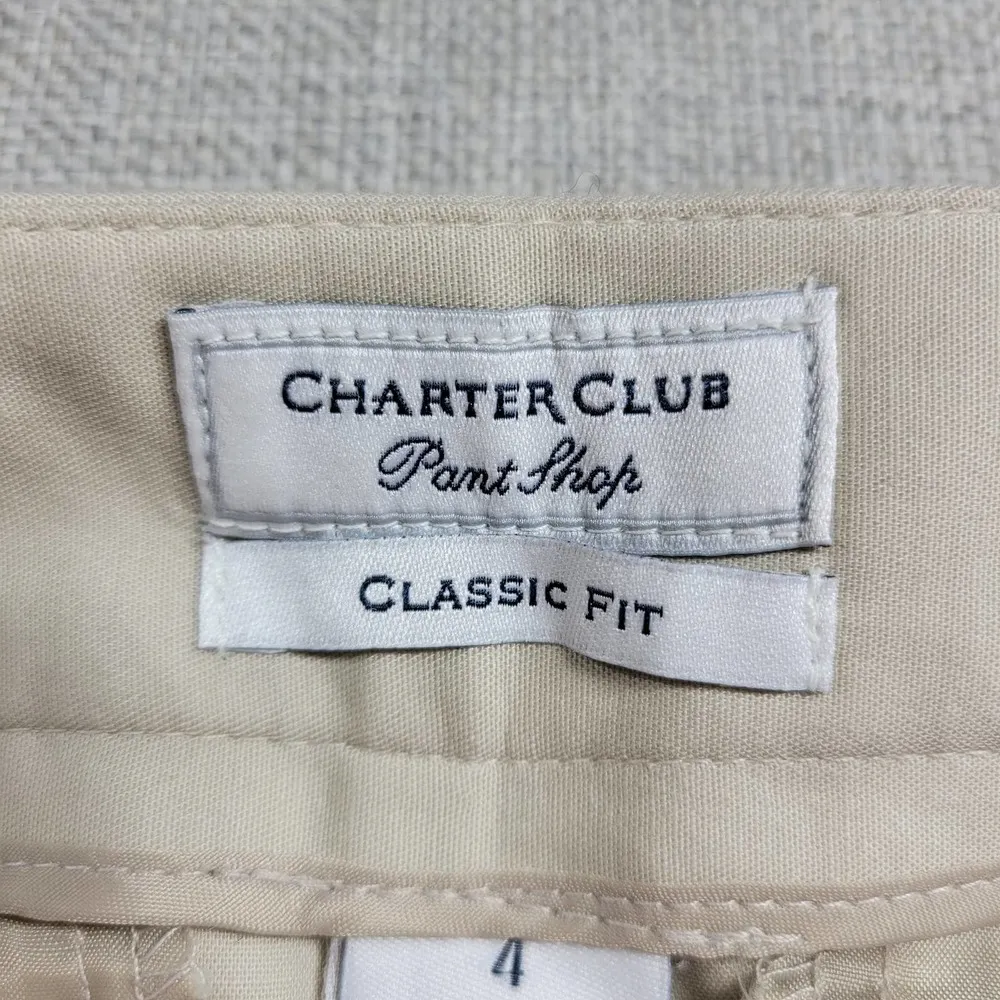 CHARTER CLUB
Pant Shop
CLASSIC FIT
4